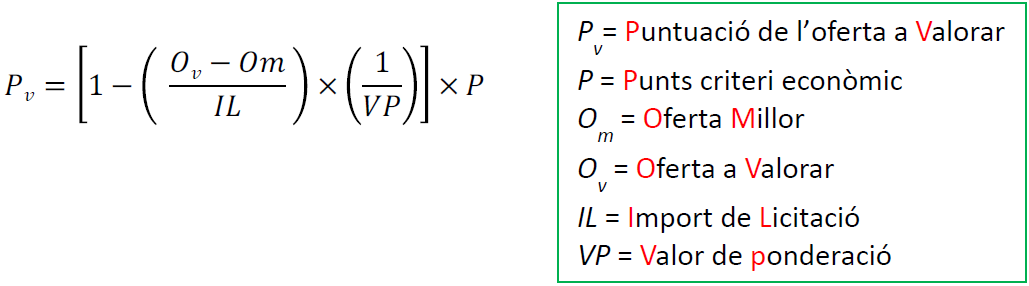 P_v = [1 − ( (O_v − Om) / IL ) × ( 1 / VP )] × P
P_v = Puntuació de l’oferta a Valorar
P = Punts criteri econòmic
O_m = Oferta Millor
O_v = Oferta a Valorar
IL = Import de Licitació
VP = Valor de ponderació